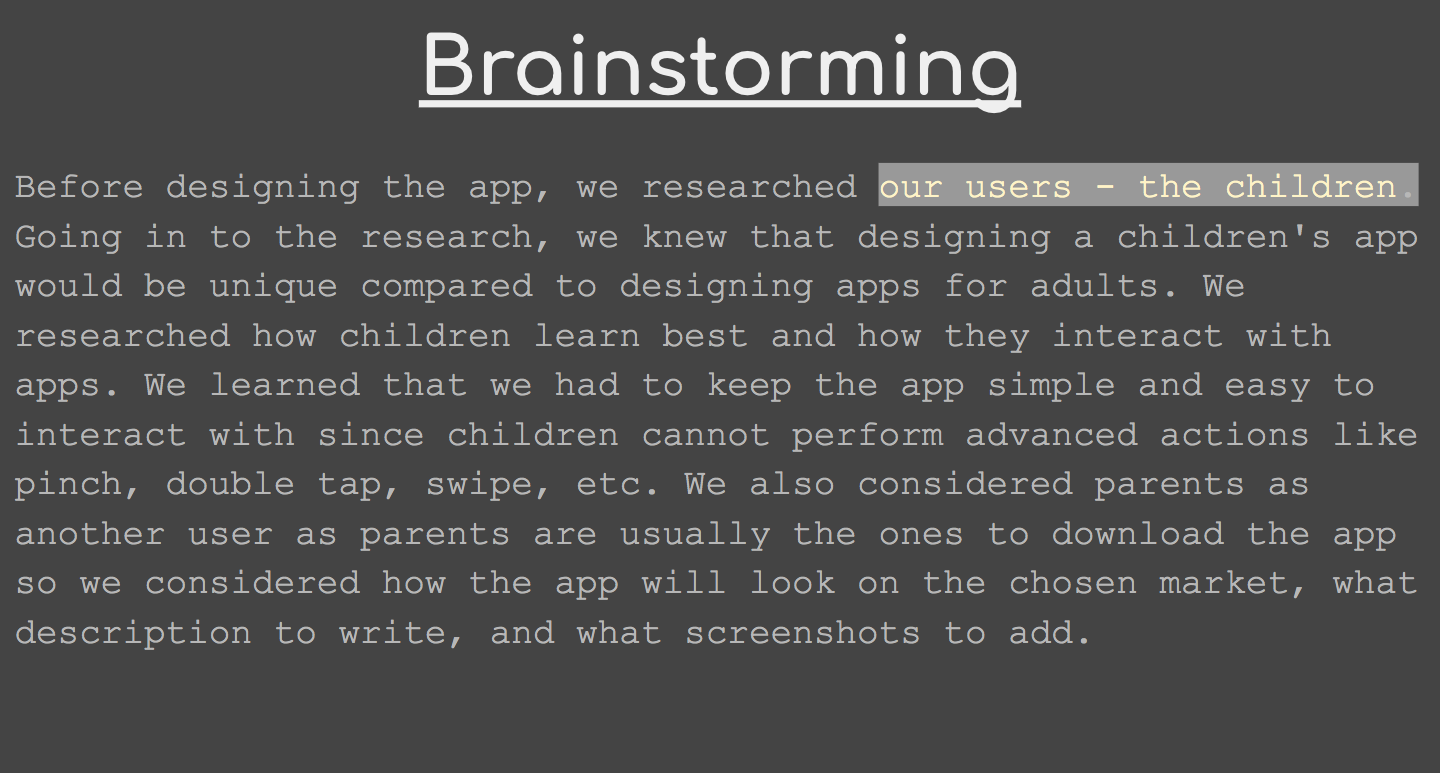 Brainstorming
Before designing the app, we researched our users - the children.
Going in to the research, we knew that designing a children's app
would be unique compared to designing apps for adults. We
researched how children learn best and how they interact with
apps. We learned that we had to keep the app simple and easy to
interact with since children cannot perform advanced actions like
pinch, double tap, swipe, etc. We also considered parents as
another user as parents are usually the ones to download the app
so we considered how the app will look on the chosen market, what
description to write, and what screenshots to add.